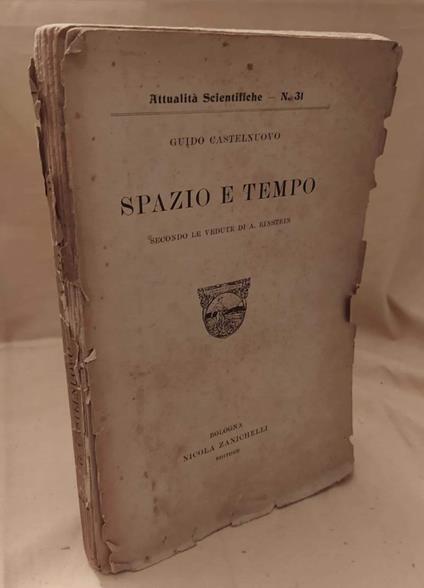 Attualità Scientifiche — N. 31
GUIDO CASTELNUOVO
SPAZIO E TEMPO
SECONDO LE VEDUTE DI A. EINSTEIN
BOLOGNA
NICOLA ZANICHELLI
EDITORE